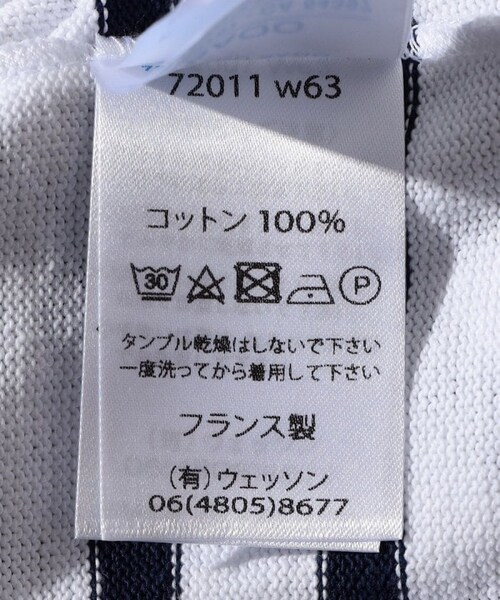 72011 w63
コットン 100%
30 P
タンブル乾燥はしないで下さい
一度洗ってから着用して下さい
フランス製
(有)ウェッソン
06(4805)8677